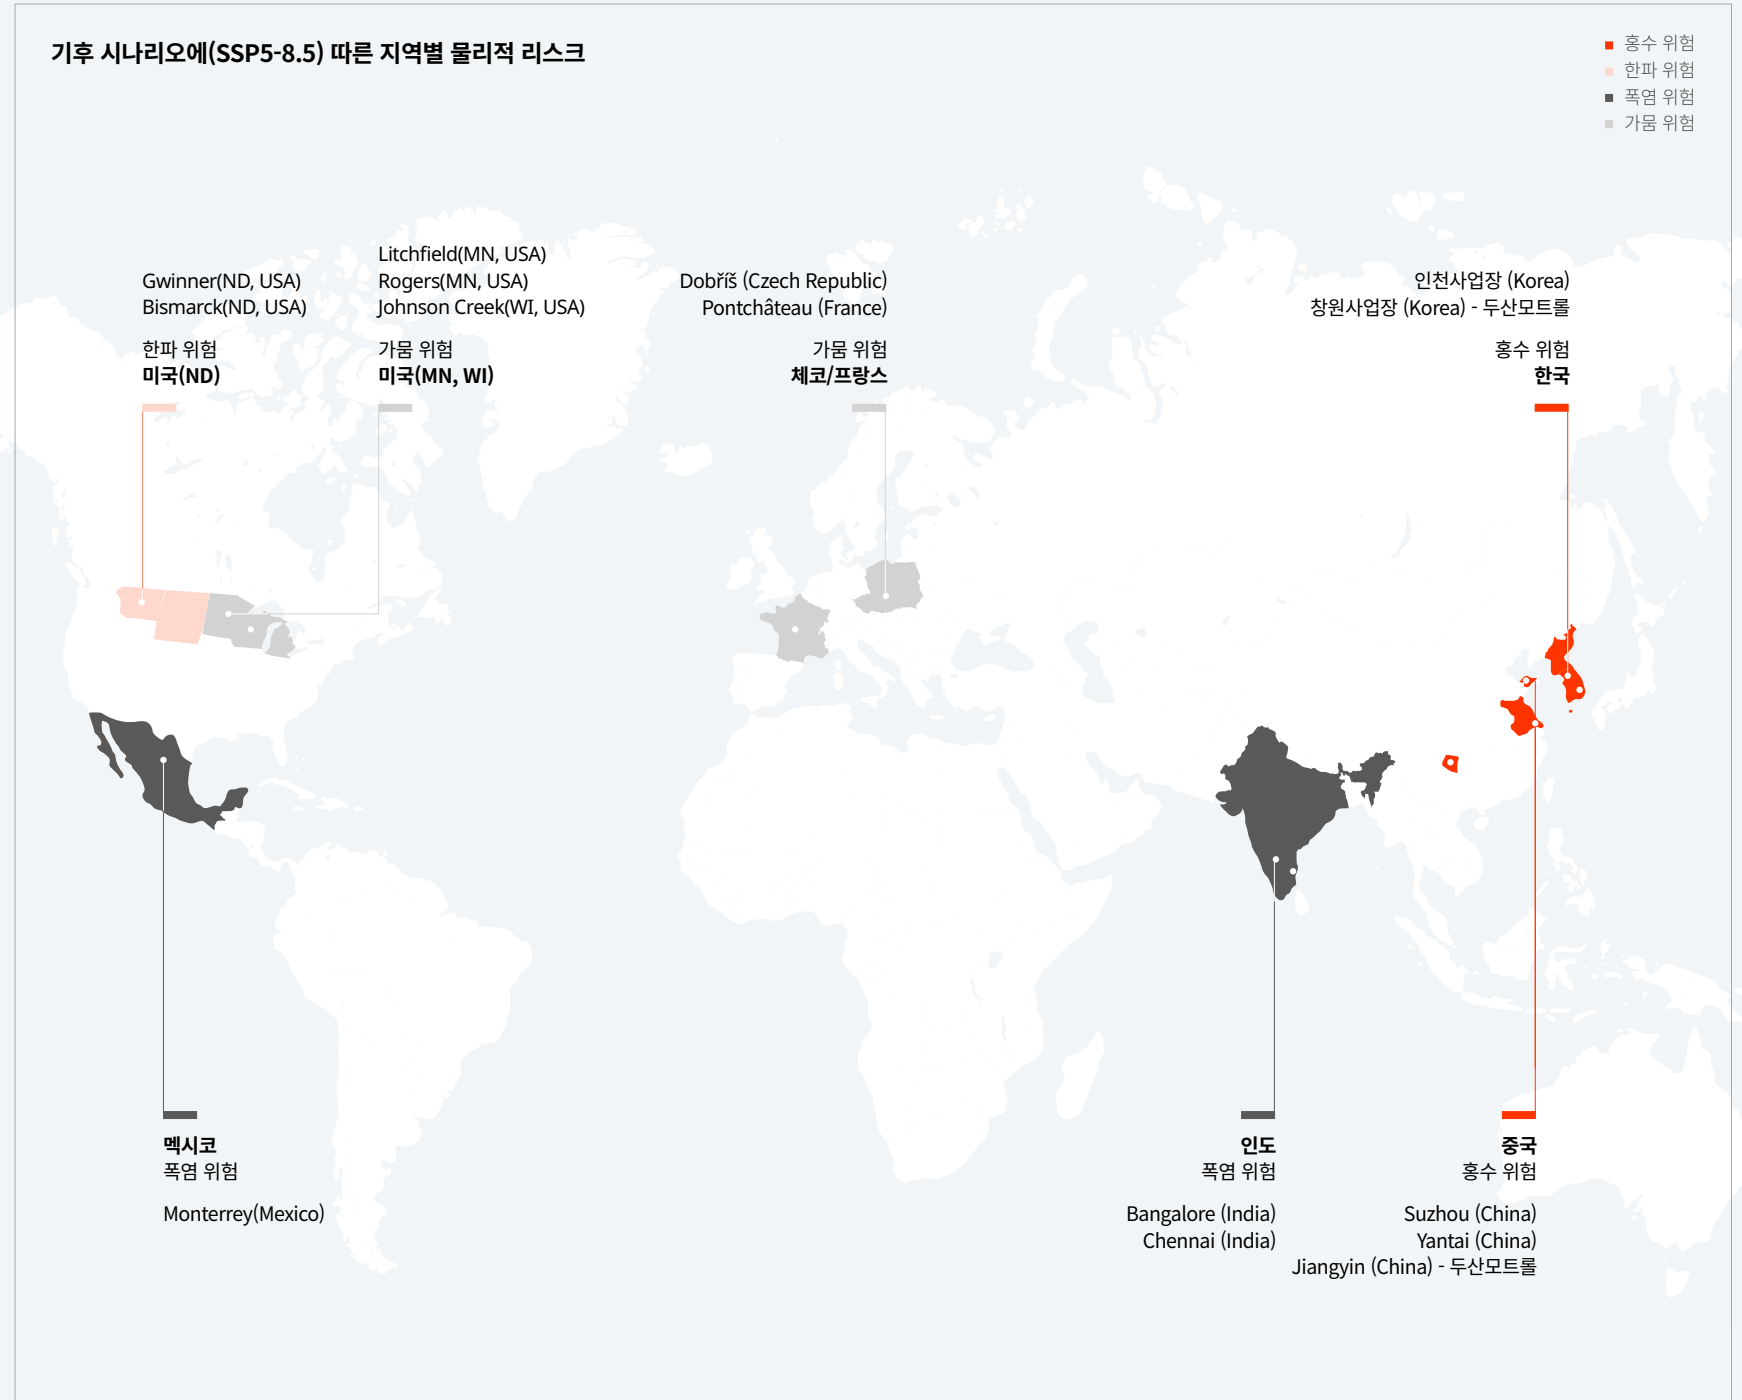 기후 시나리오에(SSP5-8.5) 따른 지역별 물리적 리스크
홍수 위험
한파 위험
폭염 위험
가뭄 위험
Gwinner(ND, USA)
Bismarck(ND, USA)
한파 위험
미국(ND)
Litchfield(MN, USA)
Rogers(MN, USA)
Johnson Creek(WI, USA)
가뭄 위험
미국(MN, WI)
Dobříš (Czech Republic)
Pontchâteau (France)
가뭄 위험
체코/프랑스
인천사업장 (Korea)
창원사업장 (Korea) - 두산모트롤
홍수 위험
한국
멕시코
폭염 위험
Monterrey(Mexico)
인도
폭염 위험
Bangalore (India)
Chennai (India)
중국
홍수 위험
Suzhou (China)
Yantai (China)
Jiangyin (China) - 두산모트롤